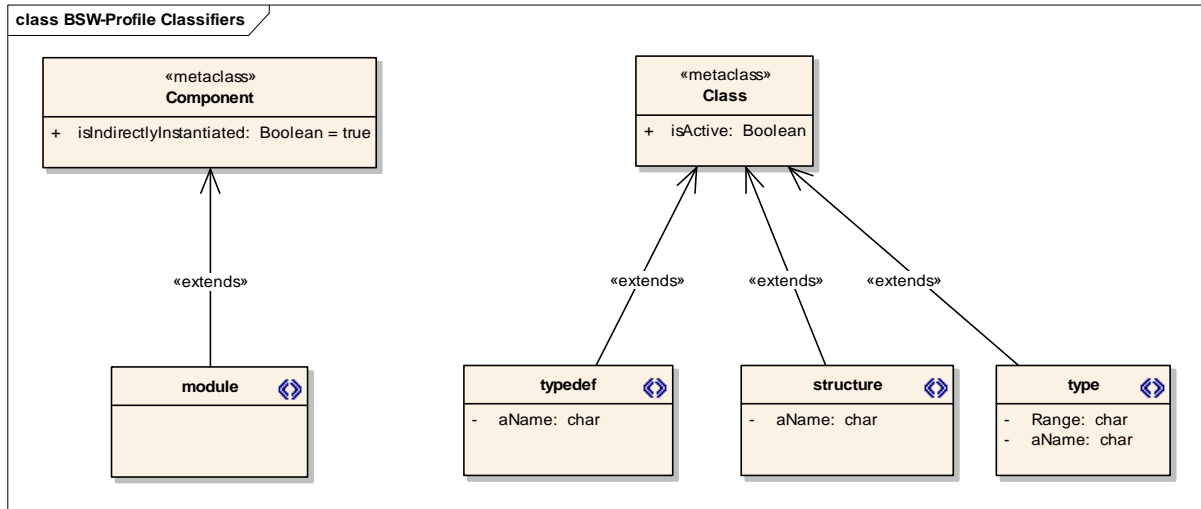 class BSW-Profile Classifiers
«metaclass»
Component
+ isIndirectlyInstantiated: Boolean = true
«metaclass»
Class
+ isActive: Boolean
«extends»
«extends»
«extends»
«extends»
module
typedef
- aName: char
structure
- aName: char
type
- Range: char
- aName: char